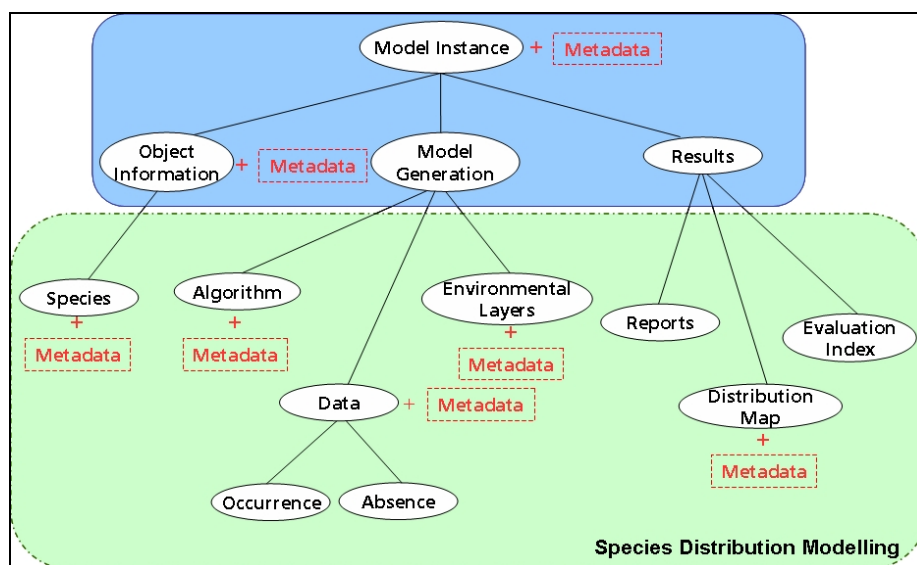 Model Instance + Metadata
Object
Information + Metadata
Model
Generation
Results
Species
+
Metadata
Algorithm
+
Metadata
Environmental
Layers
+
Metadata
Reports
Evaluation
Index
Data + Metadata
Distribution
Map
+
Metadata
Occurrence
Absence
Species Distribution Modelling